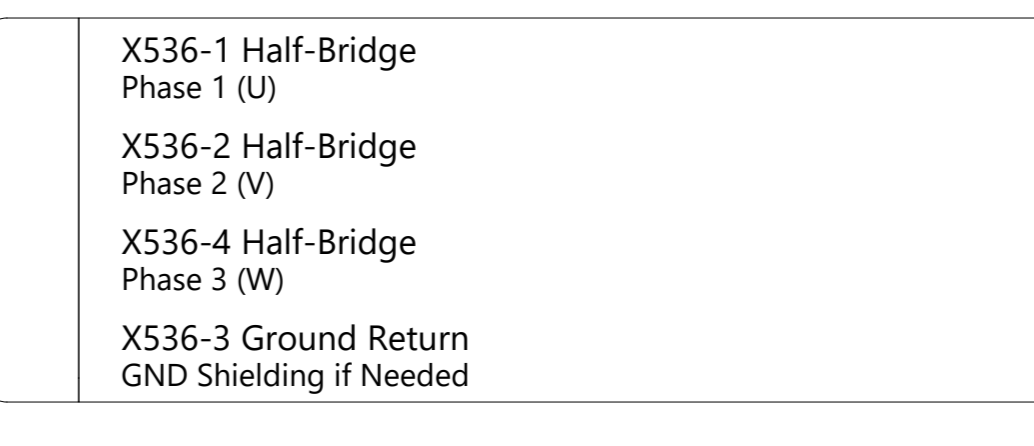 X536-1 Half-Bridge
Phase 1 (U)
X536-2 Half-Bridge
Phase 2 (V)
X536-4 Half-Bridge
Phase 3 (W)
X536-3 Ground Return
GND Shielding if Needed